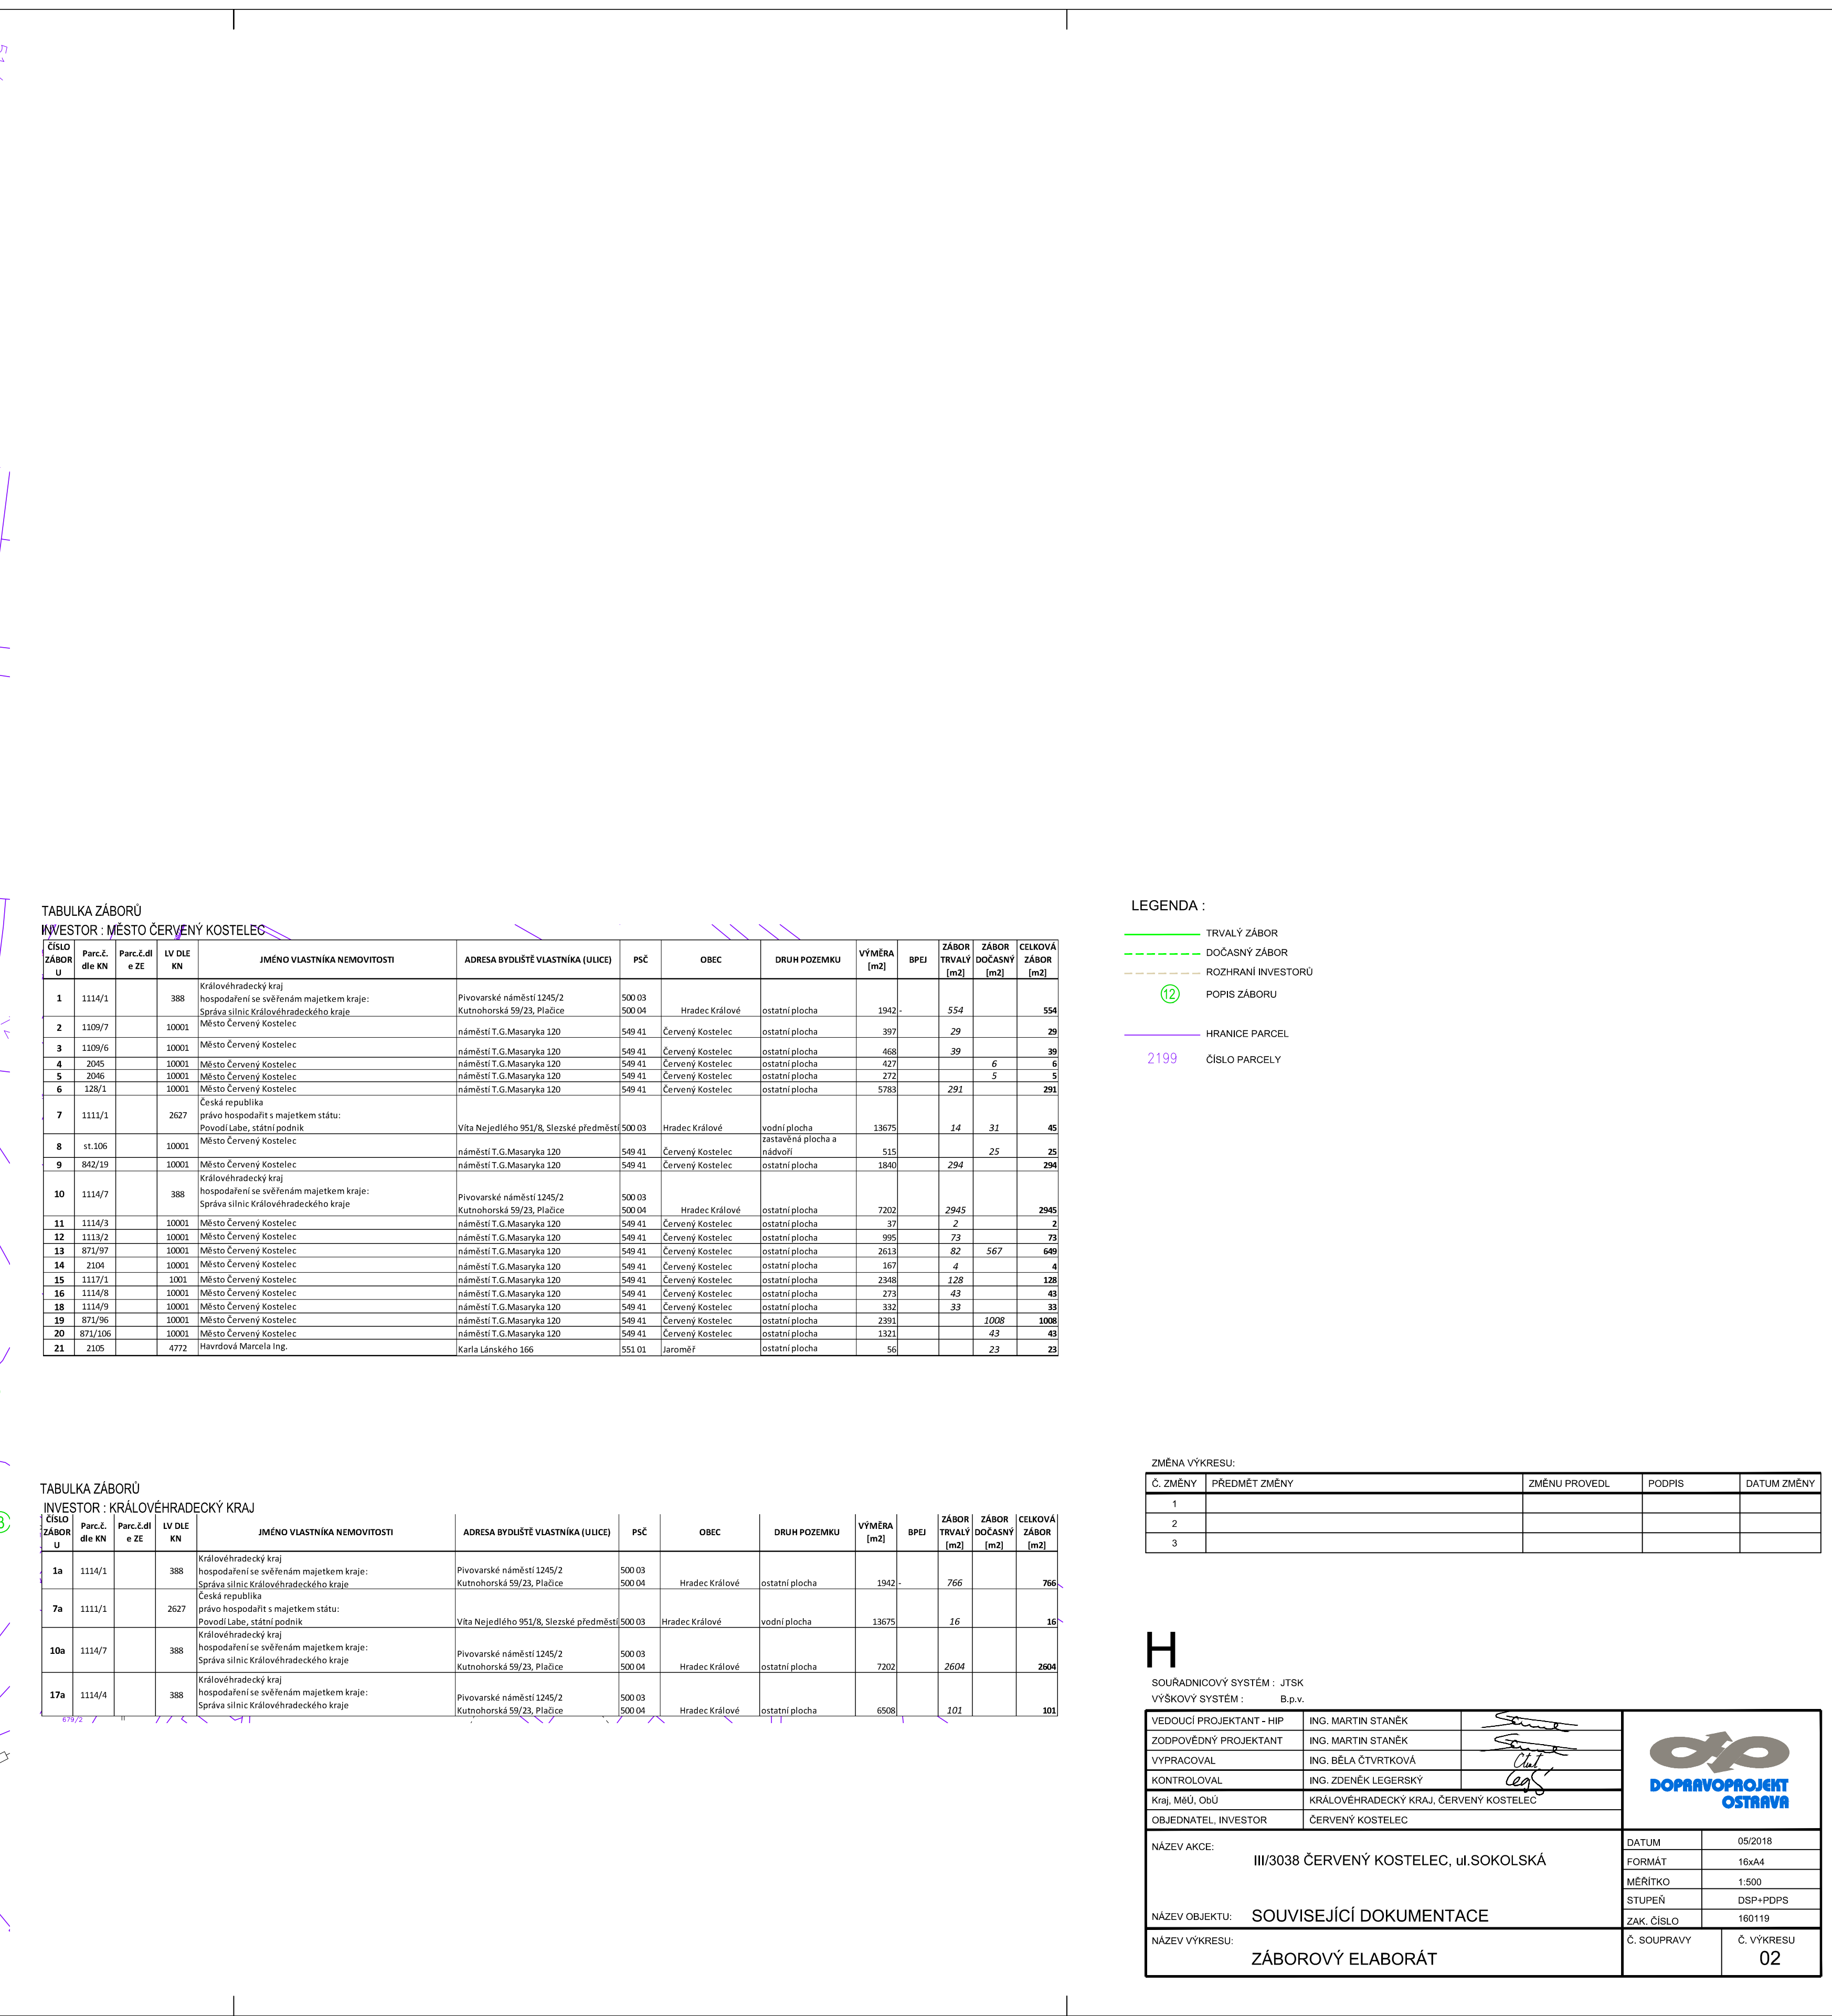 TABULKA ZÁBORŮ
INVESTOR : MĚSTO ČERVENÝ KOSTELEC
ČÍSLO ZÁBORU Parc.č. dle KN Parc.č.dle ZE LV DLE KN JMÉNO VLASTNÍKA NEMOVITOSTI ADRESA BYDLIŠTĚ VLASTNÍKA (ULICE) PSČ OBEC DRUH POZEMKU VÝMĚRA [m2] BPEJ ZÁBOR TRVALÝ [m2] ZÁBOR DOČASNÝ [m2] CELKOVÁ ZÁBOR [m2]
Královéhradecký kraj
1 1114/1 388 hospodaření se svěřenám majetkem kraje: Pivovarské náměstí 1245/2 500 03
Správa silnic Královéhradeckého kraje Kutnohorská 59/23, Plačice 500 04 Hradec Králové ostatní plocha 1942 - 554 554
2 1109/7 10001 Město Červený Kostelec náměstí T.G.Masaryka 120 549 41 Červený Kostelec ostatní plocha 397 29 29
3 1109/6 10001 Město Červený Kostelec náměstí T.G.Masaryka 120 549 41 Červený Kostelec ostatní plocha 468 39 39
4 2045 10001 Město Červený Kostelec náměstí T.G.Masaryka 120 549 41 Červený Kostelec ostatní plocha 427 6 6
5 2046 10001 Město Červený Kostelec náměstí T.G.Masaryka 120 549 41 Červený Kostelec ostatní plocha 272 5 5
6 128/1 10001 Město Červený Kostelec náměstí T.G.Masaryka 120 549 41 Červený Kostelec ostatní plocha 5783 291 291
Česká republika
7 1111/1 2627 právo hospodařit s majetkem státu:
Povodí Labe, státní podnik Víta Nejedlého 951/8, Slezské předměstí 500 03 Hradec Králové vodní plocha 13675 14 31 45
8 st.106 10001 Město Červený Kostelec náměstí T.G.Masaryka 120 549 41 Červený Kostelec zastavěná plocha a nádvoří 515 25 25
9 842/19 10001 Město Červený Kostelec náměstí T.G.Masaryka 120 549 41 Červený Kostelec ostatní plocha 1840 294 294
Královéhradecký kraj
10 1114/7 388 hospodaření se svěřenám majetkem kraje: Pivovarské náměstí 1245/2 500 03
Správa silnic Královéhradeckého kraje Kutnohorská 59/23, Plačice 500 04 Hradec Králové ostatní plocha 7202 2945 2945
11 1114/3 10001 Město Červený Kostelec náměstí T.G.Masaryka 120 549 41 Červený Kostelec ostatní plocha 37 2 2
12 1113/2 10001 Město Červený Kostelec náměstí T.G.Masaryka 120 549 41 Červený Kostelec ostatní plocha 995 73 73
13 871/97 10001 Město Červený Kostelec náměstí T.G.Masaryka 120 549 41 Červený Kostelec ostatní plocha 2613 82 567 649
14 2104 10001 Město Červený Kostelec náměstí T.G.Masaryka 120 549 41 Červený Kostelec ostatní plocha 167 4 4
15 1117/1 1001 Město Červený Kostelec náměstí T.G.Masaryka 120 549 41 Červený Kostelec ostatní plocha 2348 128 128
16 1114/8 10001 Město Červený Kostelec náměstí T.G.Masaryka 120 549 41 Červený Kostelec ostatní plocha 273 43 43
18 1114/9 10001 Město Červený Kostelec náměstí T.G.Masaryka 120 549 41 Červený Kostelec ostatní plocha 332 33 33
19 871/96 10001 Město Červený Kostelec náměstí T.G.Masaryka 120 549 41 Červený Kostelec ostatní plocha 2391 1008 1008
20 871/106 10001 Město Červený Kostelec náměstí T.G.Masaryka 120 549 41 Červený Kostelec ostatní plocha 1321 43 43
21 2105 4772 Havrdová Marcela Ing. Karla Lánského 166 551 01 Jaroměř ostatní plocha 56 23 23
LEGENDA :
TRVALÝ ZÁBOR
DOČASNÝ ZÁBOR
ROZHRANÍ INVESTORŮ
12 POPIS ZÁBORU
HRANICE PARCEL
2199 ČÍSLO PARCELY
TABULKA ZÁBORŮ
INVESTOR : KRÁLOVÉHRADECKÝ KRAJ
ČÍSLO ZÁBORU Parc.č. dle KN Parc.č.dle ZE LV DLE KN JMÉNO VLASTNÍKA NEMOVITOSTI ADRESA BYDLIŠTĚ VLASTNÍKA (ULICE) PSČ OBEC DRUH POZEMKU VÝMĚRA [m2] BPEJ ZÁBOR TRVALÝ [m2] ZÁBOR DOČASNÝ [m2] CELKOVÁ ZÁBOR [m2]
Královéhradecký kraj
1a 1114/1 388 hospodaření se svěřenám majetkem kraje: Pivovarské náměstí 1245/2 500 03
Správa silnic Královéhradeckého kraje Kutnohorská 59/23, Plačice 500 04 Hradec Králové ostatní plocha 1942 - 766 766
Česká republika
7a 1111/1 2627 právo hospodařit s majetkem státu:
Povodí Labe, státní podnik Víta Nejedlého 951/8, Slezské předměstí 500 03 Hradec Králové vodní plocha 13675 16 16
Královéhradecký kraj
10a 1114/7 388 hospodaření se svěřenám majetkem kraje: Pivovarské náměstí 1245/2 500 03
Správa silnic Královéhradeckého kraje Kutnohorská 59/23, Plačice 500 04 Hradec Králové ostatní plocha 7202 2604 2604
Královéhradecký kraj
17a 1114/4 388 hospodaření se svěřenám majetkem kraje: Pivovarské náměstí 1245/2 500 03
Správa silnic Královéhradeckého kraje Kutnohorská 59/23, Plačice 500 04 Hradec Králové ostatní plocha 6508 101 101
679/2
ZMĚNA VÝKRESU:
Č. ZMĚNY PŘEDMĚT ZMĚNY ZMĚNU PROVEDL PODPIS DATUM ZMĚNY
1
2
3
H
SOUŘADNICOVÝ SYSTÉM : JTSK
VÝŠKOVÝ SYSTÉM : B.p.v.
VEDOUCÍ PROJEKTANT - HIP ING. MARTIN STANĚK
ZODPOVĚDNÝ PROJEKTANT ING. MARTIN STANĚK
VYPRACOVAL ING. BĚLA ČTVRTKOVÁ
KONTROLOVAL ING. ZDENĚK LEGERSKÝ
Kraj, MěÚ, ObÚ KRÁLOVÉHRADECKÝ KRAJ, ČERVENÝ KOSTELEC
OBJEDNATEL, INVESTOR ČERVENÝ KOSTELEC
DOPRAVOPROJEKT
OSTRAVA
NÁZEV AKCE:
III/3038 ČERVENÝ KOSTELEC, ul.SOKOLSKÁ
NÁZEV OBJEKTU: SOUVISEJÍCÍ DOKUMENTACE
NÁZEV VÝKRESU:
ZÁBOROVÝ ELABORÁT
DATUM 05/2018
FORMÁT 16xA4
MĚŘÍTKO 1:500
STUPEŇ DSP+PDPS
ZAK. ČÍSLO 160119
Č. SOUPRAVY Č. VÝKRESU
02